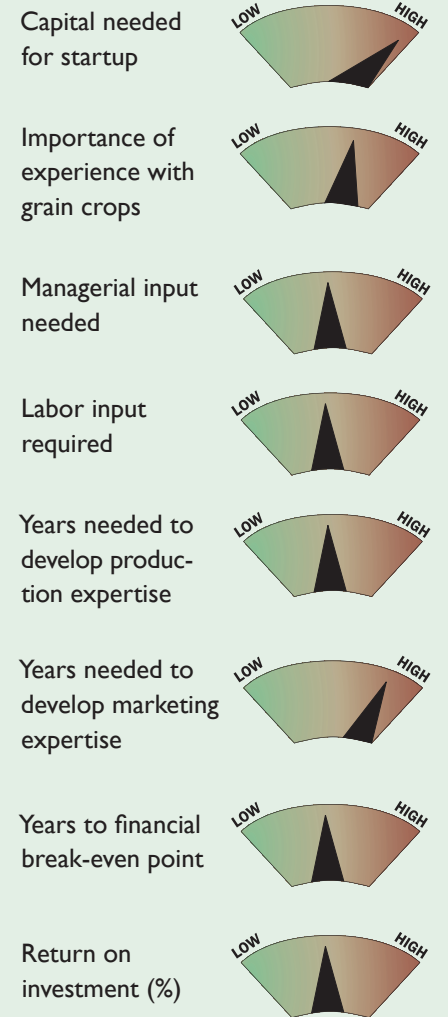 Capital needed
for startup
LOW
HIGH
Importance of
experience with
grain crops
LOW
HIGH
Managerial input
needed
LOW
HIGH
Labor input
required
LOW
HIGH
Years needed to
develop produc-
tion expertise
LOW
HIGH
Years needed to
develop marketing
expertise
LOW
HIGH
Years to financial
break-even point
LOW
HIGH
Return on
investment (%)
LOW
HIGH